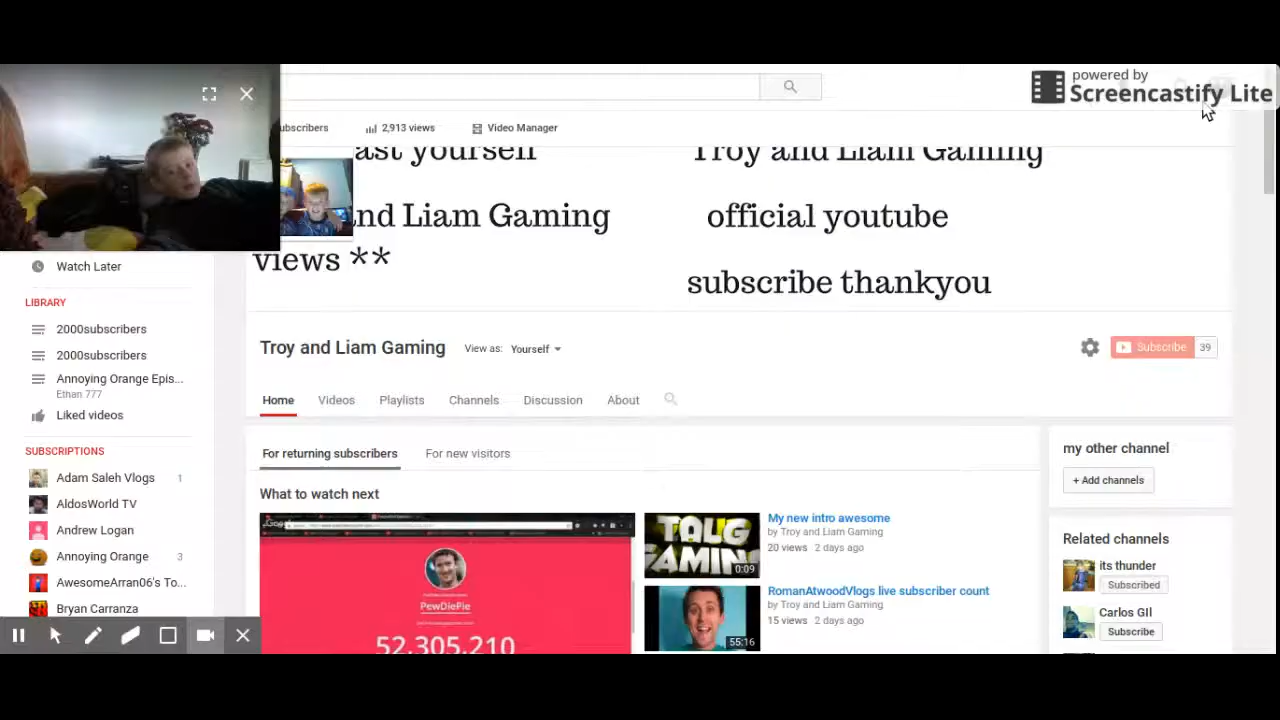 powered by
Screencastify Lite
ubscribers 2,913 views Video Manager
ast yourself Troy and Liam Gaming
nd Liam Gaming official youtube
views **
subscribe thankyou
Watch Later
LIBRARY
2000subscribers
2000subscribers
Annoying Orange Epis...
Ethan 777
Liked videos
SUBSCRIPTIONS
Adam Saleh Vlogs 1
AldosWorld TV
Andrew Logan
Annoying Orange 3
AwesomeArran06's To...
Bryan Carranza
Troy and Liam Gaming View as: Yourself Subscribe 39
Home Videos Playlists Channels Discussion About
For returning subscribers For new visitors
What to watch next
PewDiePie
52,305,210
TALG
GAMING
0:09
My new intro awesome
by Troy and Liam Gaming
20 views 2 days ago
55:16
RomanAtwoodVlogs live subscriber count
by Troy and Liam Gaming
15 views 2 days ago
my other channel
+ Add channels
Related channels
its thunder
Subscribed
Carlos GIl
Subscribe